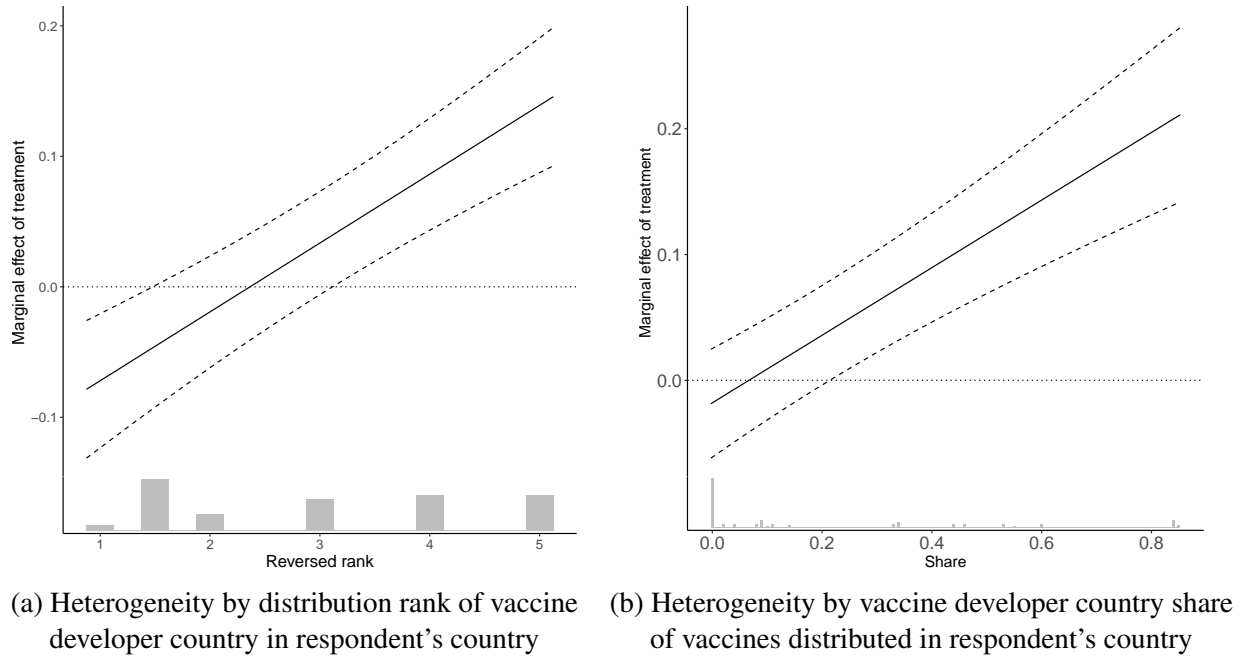 0.2
0.1
0.0
−0.1
Marginal effect of treatment
1 2 3 4 5
Reversed rank
0.2
0.1
0.0
Marginal effect of treatment
0.0 0.2 0.4 0.6 0.8
Share
(a) Heterogeneity by distribution rank of vaccine
developer country in respondent’s country
(b) Heterogeneity by vaccine developer country share
of vaccines distributed in respondent’s country